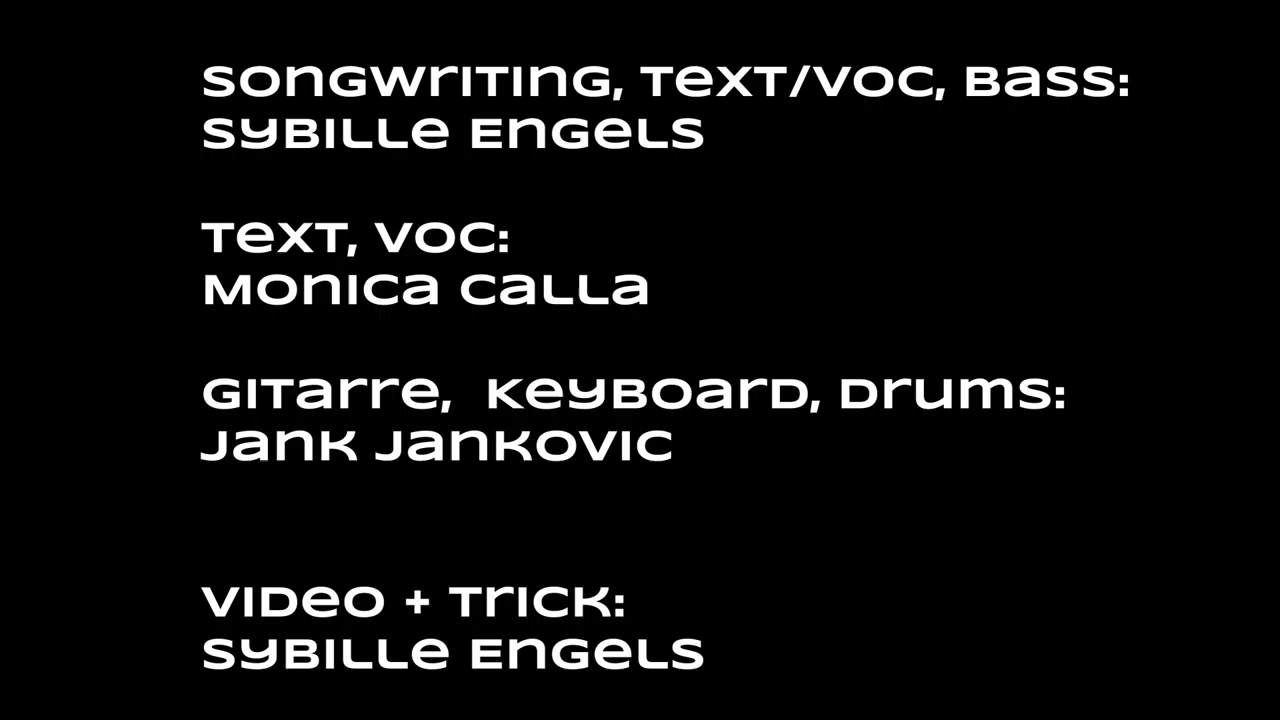 Songwriting, Text/Voc, Bass:
Sybille Engels
Text, Voc:
Monica Calla
Gitarre, Keyboard, Drums:
Jank Jankovic
Video + Trick:
Sybille Engels